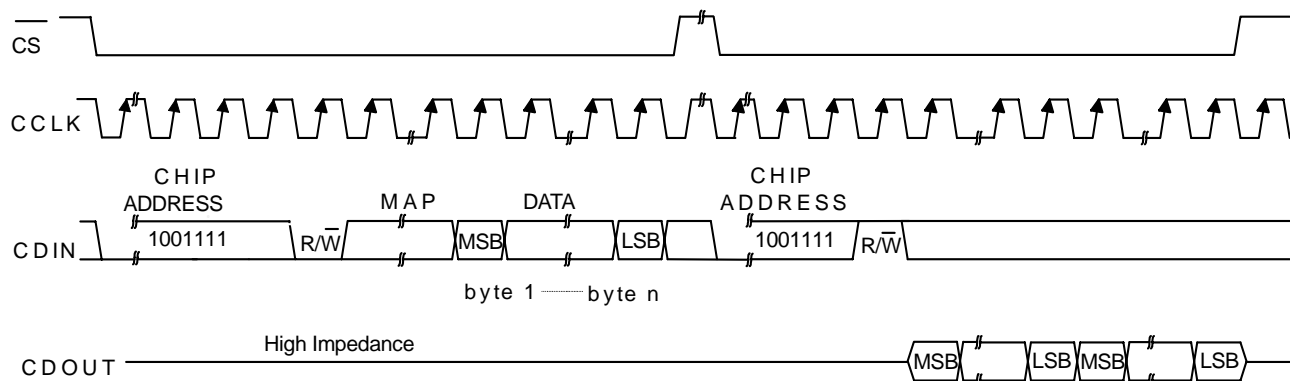 CS
CCLK
CHIP
ADDRESS
MAP
DATA
CHIP
ADDRESS
CDIN
1001111
R/W
MSB
LSB
1001111
R/W
byte 1 ........ byte n
High Impedance
CDOUT
MSB
LSB
MSB
LSB